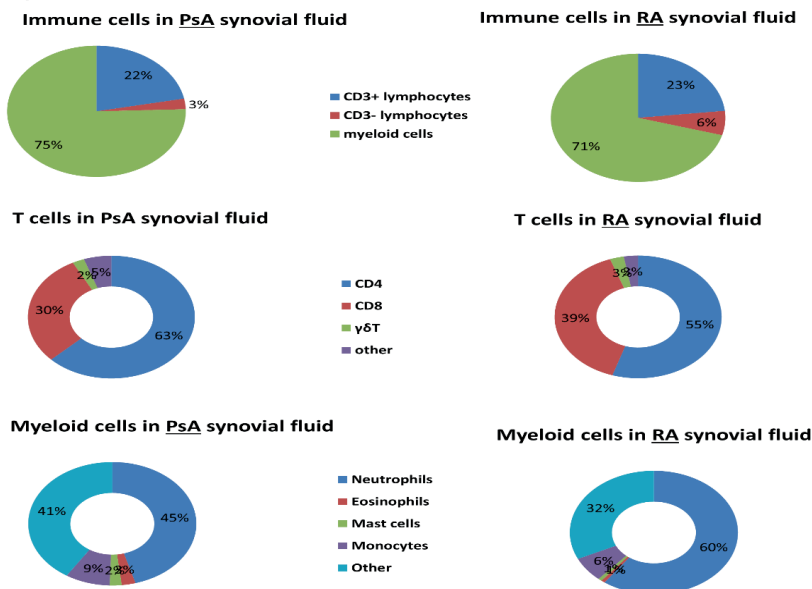 Immune cells in PsA synovial fluid
Immune cells in RA synovial fluid
22%
3%
75%
CD3+ lymphocytes
CD3- lymphocytes
myeloid cells
23%
6%
71%
T cells in PsA synovial fluid
T cells in RA synovial fluid
2%
5%
30%
63%
CD4
CD8
γδT
other
3%
3%
39%
55%
Myeloid cells in PsA synovial fluid
Myeloid cells in RA synovial fluid
41%
45%
9%
2%
3%
Neutrophils
Eosinophils
Mast cells
Monocytes
Other
32%
60%
6%
1%
1%